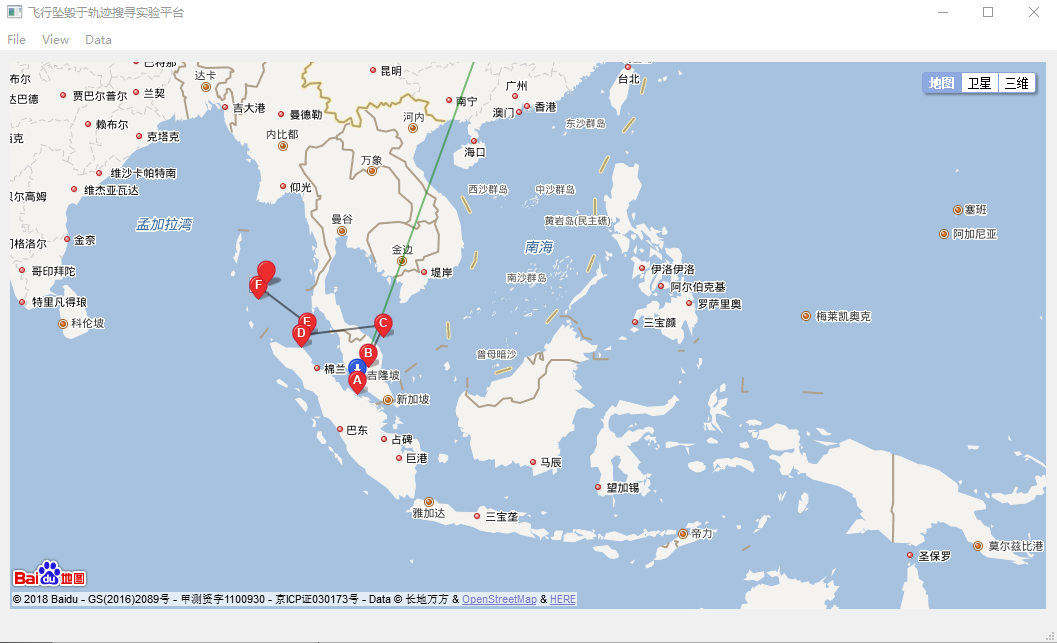 飞行坠毁于轨迹搜寻实验平台
File View Data
地图 卫星 三维
达卡
昆明
台北
布尔
贾巴尔普尔
兰契
吉大港
曼德勒
南宁
广州
香港
澳门
达巴德
赖布尔
克塔克
内比都
河内
东沙群岛
海口
维沙卡帕特南
万象
维杰亚瓦达
仰光
西沙群岛
中沙群岛
贝尔高姆
孟加拉湾
曼谷
黄岩岛(民主礁)
塞班
阿加尼亚
金奈
金边
南海
哥印拜陀
堤岸
南沙群岛
伊洛伊洛
阿尔伯克基
罗萨里奥
特里凡得琅
科伦坡
三宝颜
梅莱凯奥克
F
E
D
C
B
A
曾母暗沙
棉兰
吉隆坡
新加坡
巴东
占碑
巨港
马辰
望加锡
雅加达
三宝垄
帝力
莫尔兹比港
圣保罗
Bai du 地图
© 2018 Baidu - GS(2016)2089号 - 甲测资字1100930 - 京ICP证030173号 - Data © 长地万方 & OpenStreetMap & HERE